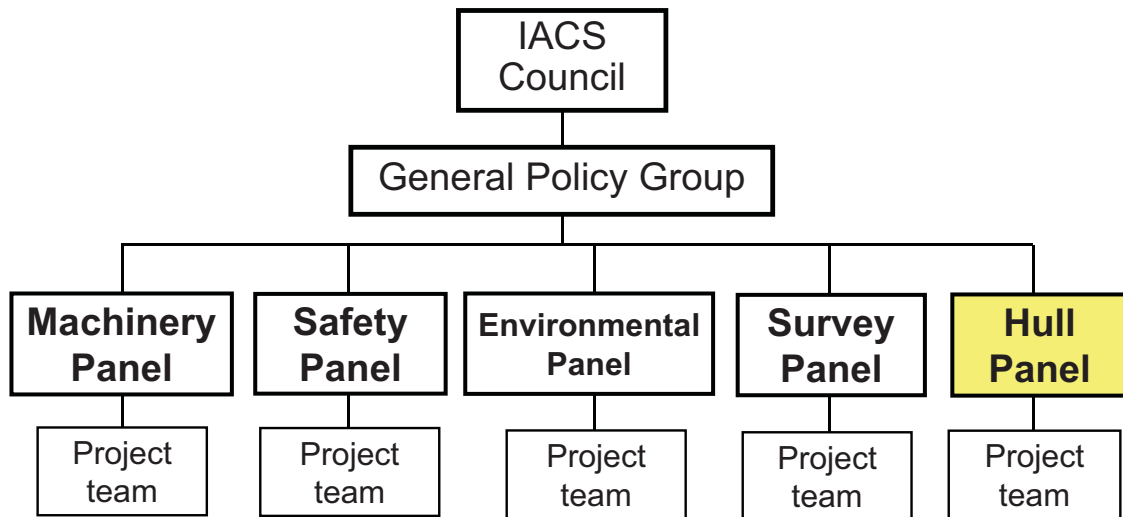 IACS
Council
General Policy Group
Machinery
Panel
Safety
Panel
Environmental
Panel
Survey
Panel
Hull
Panel
Project
team
Project
team
Project
team
Project
team
Project
team